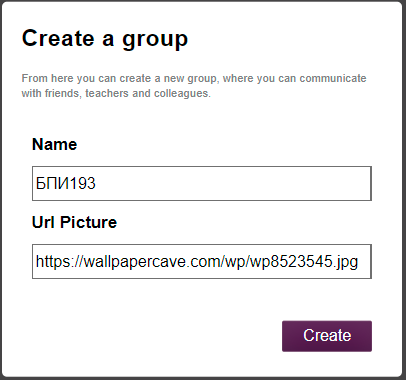 Create a group
From here you can create a new group, where you can communicate
with friends, teachers and colleagues.
Name
БПИ193
Url Picture
https://wallpapercave.com/wp/wp8523545.jpg
Create